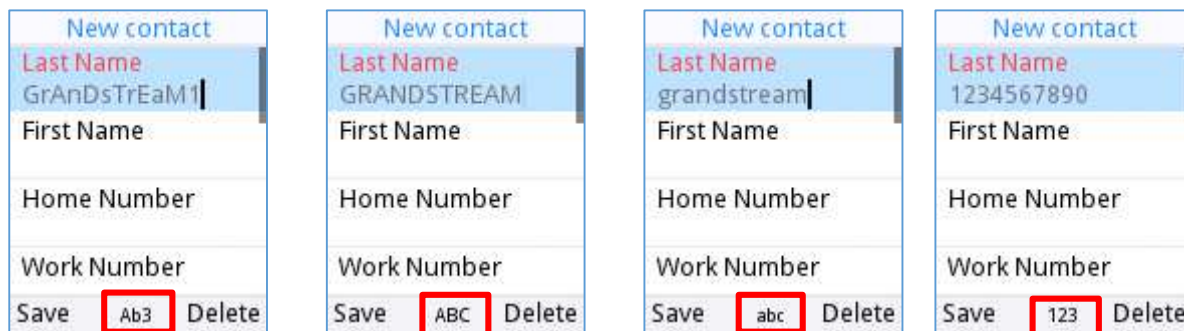 New contact
Last Name
GrAnDsTrEaM1
First Name
Home Number
Work Number
Save Ab3 Delete
New contact
Last Name
GRANDSTREAM
First Name
Home Number
Work Number
Save ABC Delete
New contact
Last Name
grandstream
First Name
Home Number
Work Number
Save abc Delete
New contact
Last Name
1234567890
First Name
Home Number
Work Number
Save 123 Delete